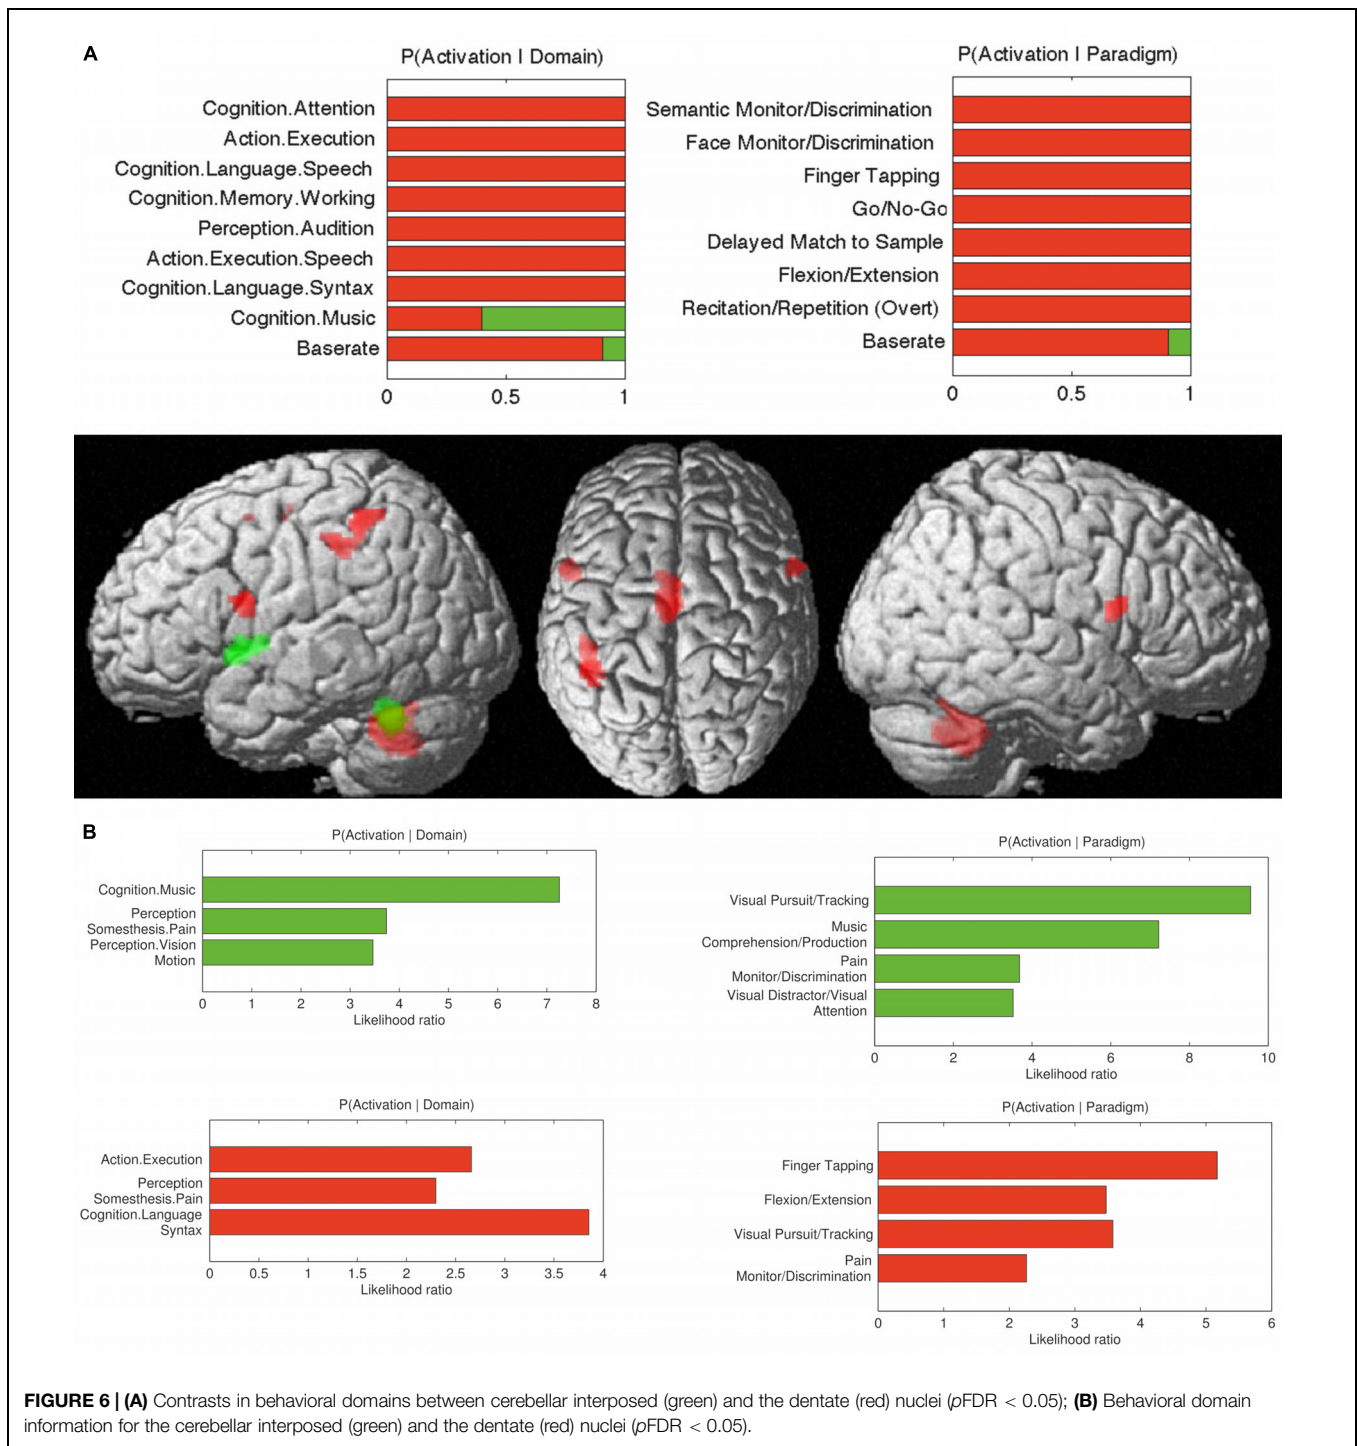 A
P(Activation | Domain)
Cognition.Attention
Action.Execution
Cognition.Language.Speech
Cognition.Memory.Working
Perception.Audition
Action.Execution.Speech
Cognition.Language.Syntax
Cognition.Music
Baserate
0 0.5 1
P(Activation | Paradigm)
Semantic Monitor/Discrimination
Face Monitor/Discrimination
Finger Tapping
Go/No-Go
Delayed Match to Sample
Flexion/Extension
Recitation/Repetition (Overt)
Baserate
0 0.5 1
B
P(Activation | Domain)
Cognition.Music
Perception
Somesthesis.Pain
Perception.Vision
Motion
0 1 2 3 4 5 6 7 8
Likelihood ratio
P(Activation | Paradigm)
Visual Pursuit/Tracking
Music
Comprehension/Production
Pain
Monitor/Discrimination
Visual Distractor/Visual
Attention
0 2 4 6 8 10
Likelihood ratio
P(Activation | Domain)
Action.Execution
Perception
Somesthesis.Pain
Cognition.Language
Syntax
0 0.5 1 1.5 2 2.5 3 3.5 4
Likelihood ratio
P(Activation | Paradigm)
Finger Tapping
Flexion/Extension
Visual Pursuit/Tracking
Pain
Monitor/Discrimination
0 1 2 3 4 5 6
Likelihood ratio
FIGURE 6 | (A) Contrasts in behavioral domains between cerebellar interposed (green) and the dentate (red) nuclei (pFDR < 0.05); (B) Behavioral domain
information for the cerebellar interposed (green) and the dentate (red) nuclei (pFDR < 0.05).